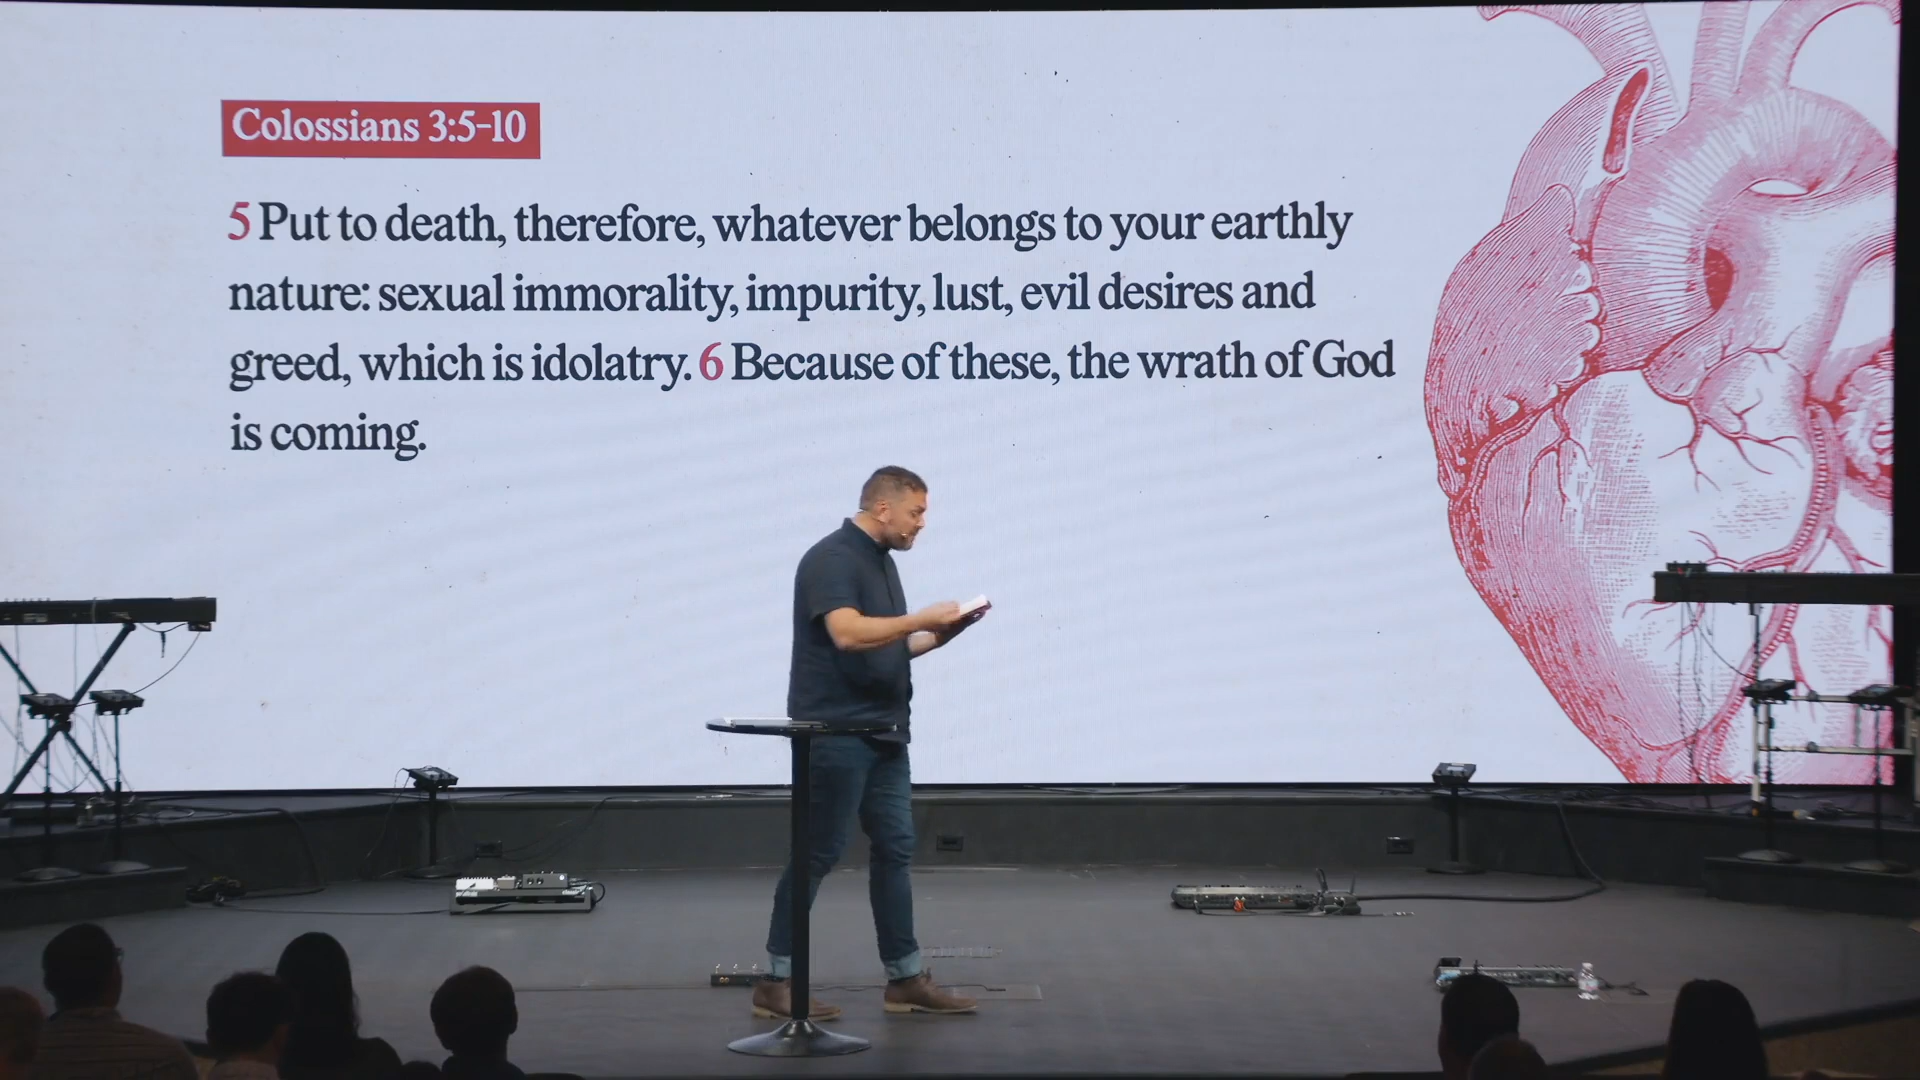 Colossians 3:5-10
5 Put to death, therefore, whatever belongs to your earthly
nature: sexual immorality, impurity, lust, evil desires and
greed, which is idolatry. 6 Because of these, the wrath of God
is coming.